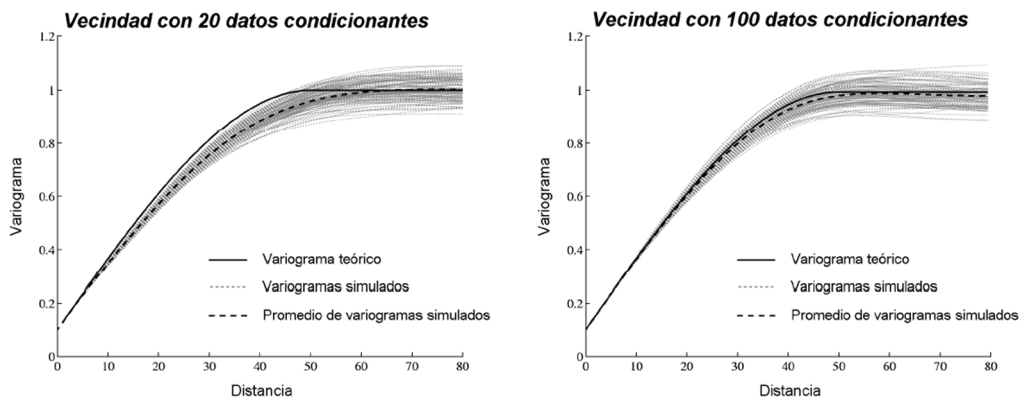 Vecindad con 20 datos condicionantes
1.2
1
0.8
0.6
0.4
0.2
0
Variograma
Variograma teórico
Variogramas simulados
Promedio de variogramas simulados
0 10 20 30 40 50 60 70 80
Distancia
Vecindad con 100 datos condicionantes
1.2
1
0.8
0.6
0.4
0.2
0
Variograma
Variograma teórico
Variogramas simulados
Promedio de variogramas simulados
0 10 20 30 40 50 60 70 80
Distancia